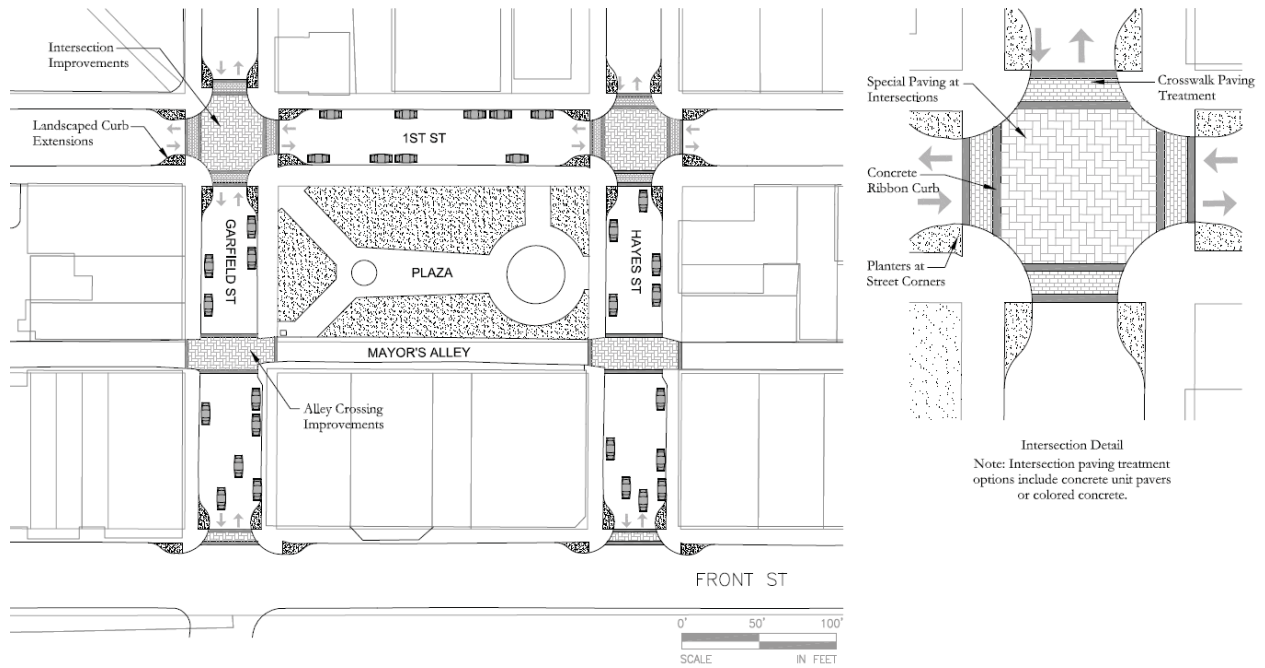 Intersection
Improvements
Landscaped Curb
Extensions
1ST ST
GARFIELD ST
PLAZA
HAYES ST
MAYOR'S ALLEY
Alley Crossing
Improvements
FRONT ST
0' 50' 100'
SCALE IN FEET
Special Paving at
Intersections
Crosswalk Paving
Treatment
Concrete
Ribbon Curb
Planters at
Street Corners
Intersection Detail
Note: Intersection paving treatment
options include concrete unit pavers
or colored concrete.